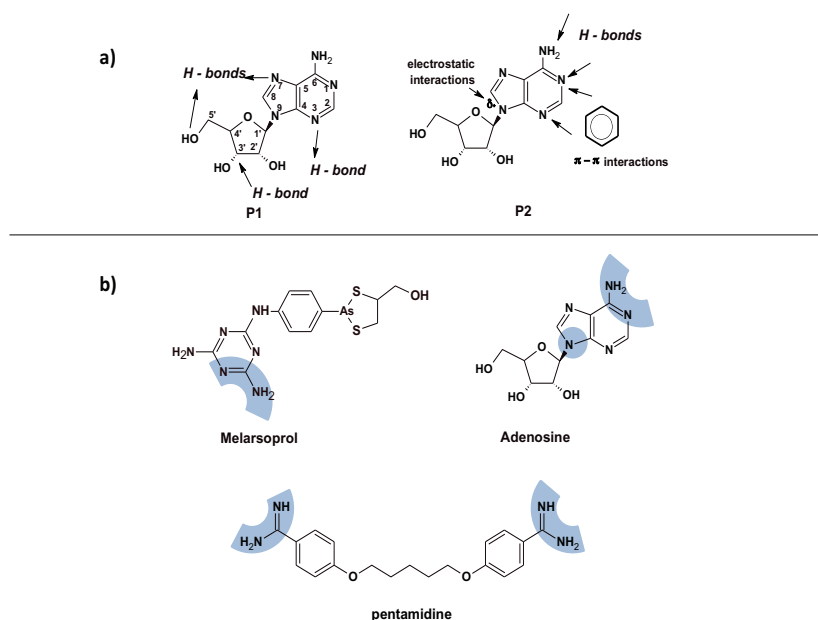 a)
H - bonds
NH₂
N
7
6
5
N
1
8
9
N
4
N
3
2
5'
HO
O
4'
1'
3'
2'
HO
OH
H - bond
H - bond
P1
electrostatic
interactions
H - bonds
NH₂
N
N
δ
N
N
O
HO
HO
OH
π – π interactions
P2
b)
S
OH
As
NH
S
N
N
H₂N
N
NH₂
Melarsoprol
NH₂
N
N
N
N
O
HO
HO
OH
Adenosine
NH
H₂N
O
O
NH
NH₂
pentamidine